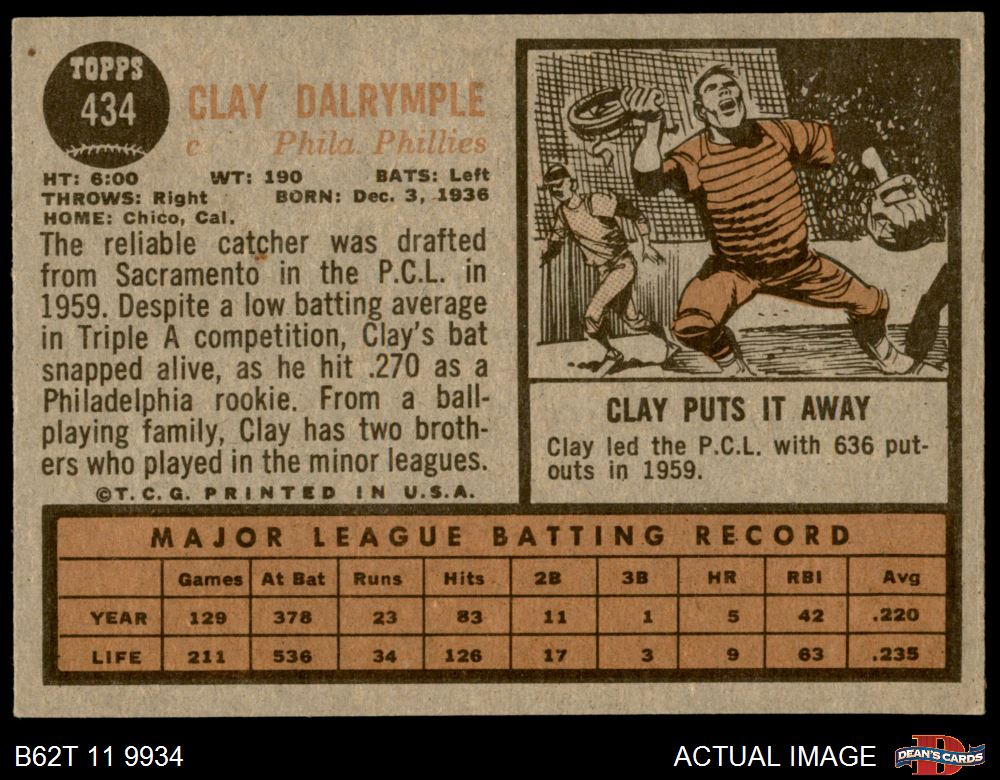 TOPPS
434
CLAY DALRYMPLE
c Phila. Phillies
HT: 6:00 WT: 190 BATS: Left
THROWS: Right BORN: Dec. 3, 1936
HOME: Chico, Cal.
The reliable catcher was drafted
from Sacramento in the P.C.L. in
1959. Despite a low batting average
in Triple A competition, Clay's bat
snapped alive, as he hit .270 as a
Philadelphia rookie. From a ball-
playing family, Clay has two broth-
ers who played in the minor leagues.
©T.C.G. PRINTED IN U.S.A.
CLAY PUTS IT AWAY
Clay led the P.C.L. with 636 put-
outs in 1959.
MAJOR LEAGUE BATTING RECORD
Games At Bat Runs Hits 2B 3B HR RBI Avg
YEAR 129 378 23 83 11 1 5 42 .220
LIFE 211 536 34 126 17 3 9 63 .235
B62T 11 9934
ACTUAL IMAGE
DEAN'S CARDS